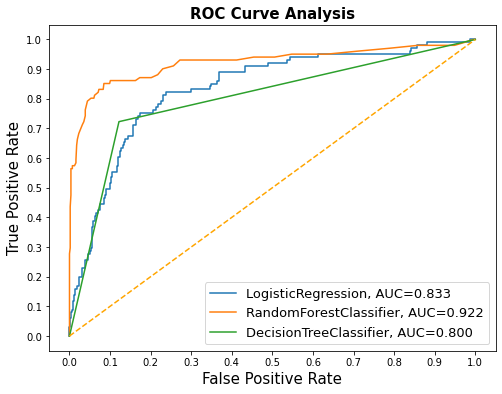 ROC Curve Analysis
True Positive Rate
1.0
0.9
0.8
0.7
0.6
0.5
0.4
0.3
0.2
0.1
0.0
LogisticRegression, AUC=0.833
RandomForestClassifier, AUC=0.922
DecisionTreeClassifier, AUC=0.800
0.0 0.1 0.2 0.3 0.4 0.5 0.6 0.7 0.8 0.9 1.0
False Positive Rate